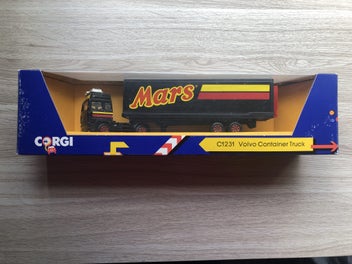 Mars
CORGI
C1231 Volvo Container Truck